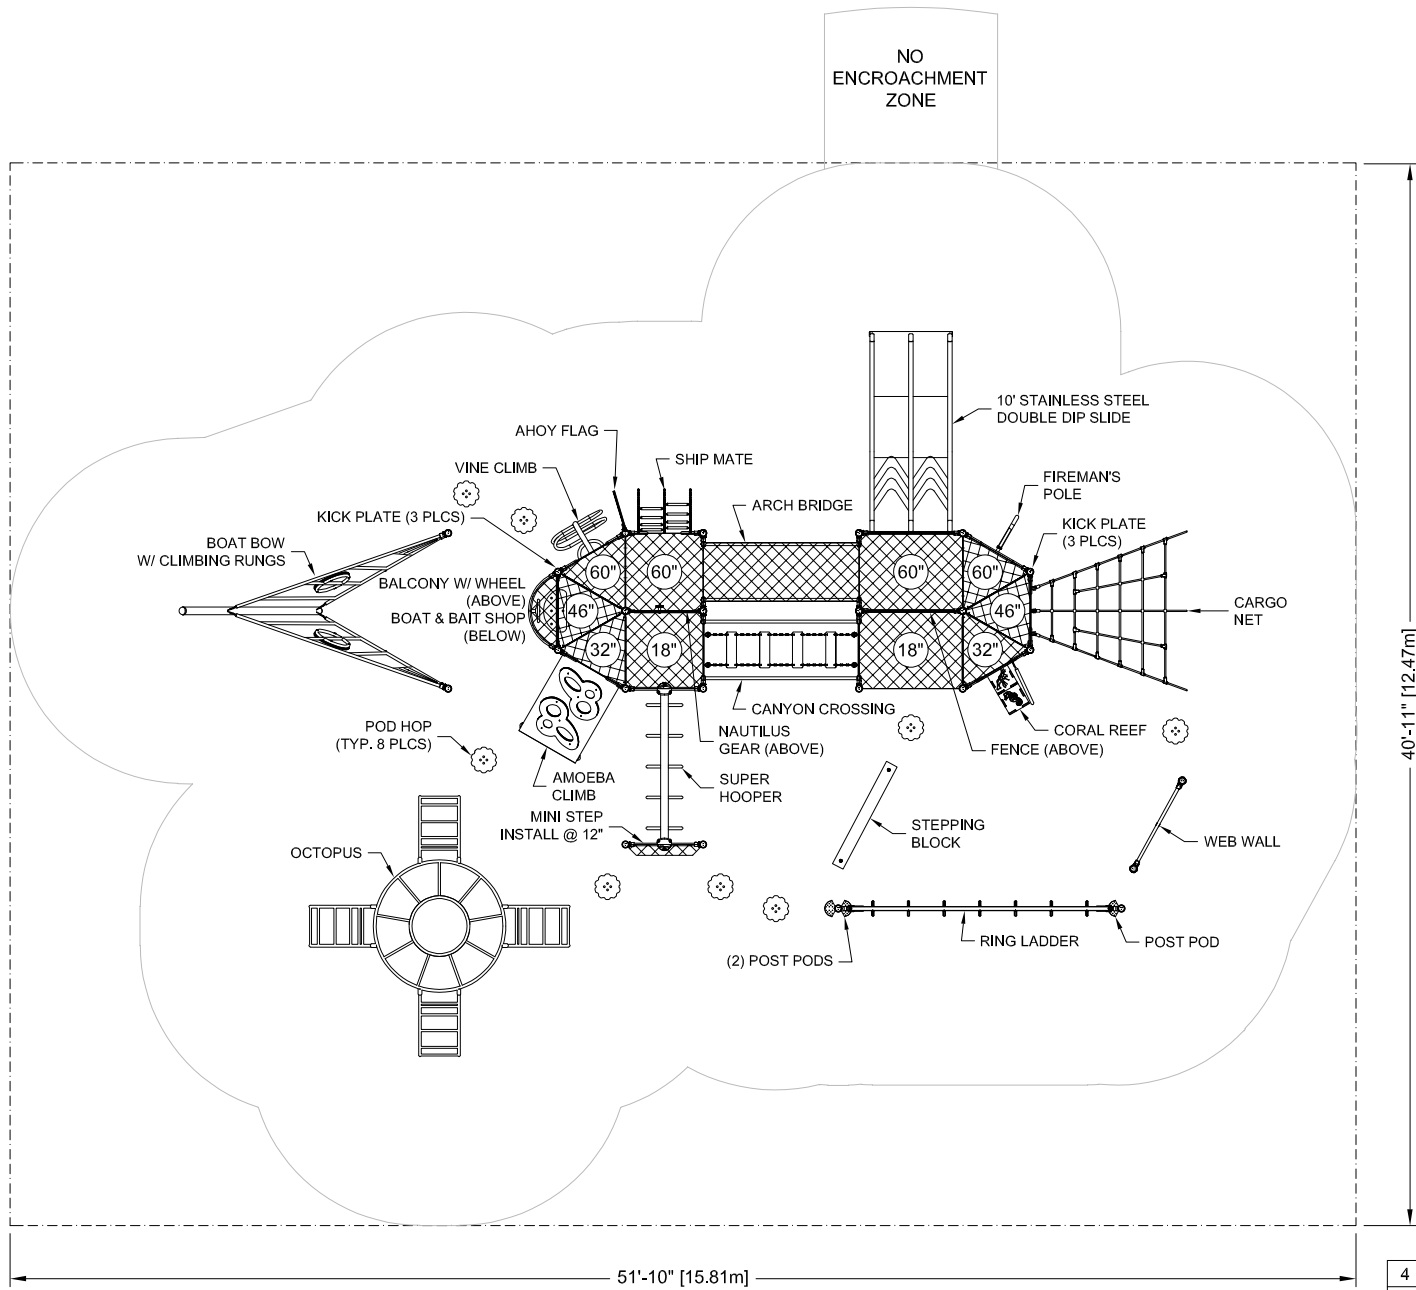 NO
ENCROACHMENT
ZONE
10' STAINLESS STEEL
DOUBLE DIP SLIDE
AHOY FLAG
SHIP MATE
VINE CLIMB
FIREMAN'S
POLE
ARCH BRIDGE
KICK PLATE (3 PLCS)
KICK PLATE
(3 PLCS)
BOAT BOW
W/ CLIMBING RUNGS
60"
60"
60"
60"
BALCONY W/ WHEEL
(ABOVE)
BOAT & BAIT SHOP
(BELOW)
46"
46"
CARGO
NET
32"
18"
18"
32"
CANYON CROSSING
POD HOP
(TYP. 8 PLCS)
NAUTILUS
GEAR (ABOVE)
CORAL REEF
FENCE (ABOVE)
AMOEBA
CLIMB
SUPER
HOOPER
MINI STEP
INSTALL @ 12"
STEPPING
BLOCK
WEB WALL
OCTOPUS
RING LADDER
POST POD
(2) POST PODS
40'-11" [12.47m]
51'-10" [15.81m]
4